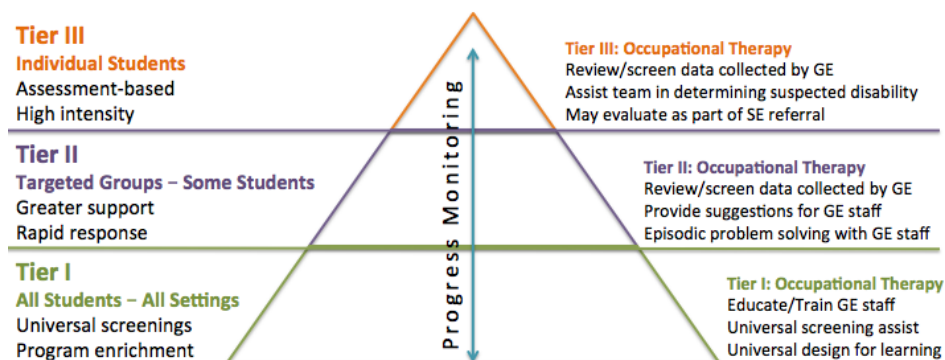 Tier III
Individual Students
Assessment-based
High intensity
Tier III: Occupational Therapy
Review/screen data collected by GE
Assist team in determining suspected disability
May evaluate as part of SE referral
Tier II
Targeted Groups – Some Students
Greater support
Rapid response
Tier II: Occupational Therapy
Review/screen data collected by GE
Provide suggestions for GE staff
Episodic problem solving with GE staff
Tier I
All Students – All Settings
Universal screenings
Program enrichment
Tier I: Occupational Therapy
Educate/Train GE staff
Universal screening assist
Universal design for learning
Progress Monitoring